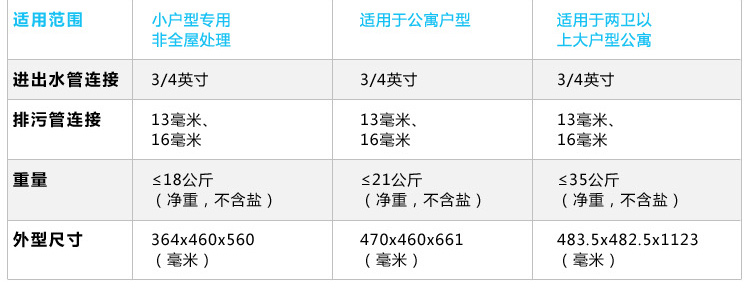 适用范围 小户型专用 适用于公寓户型 适用于两卫以
非全屋处理 上大户型公寓
进出水管连接 3/4英寸 3/4英寸 3/4英寸
排污管连接 13毫米、 13毫米、 13毫米、
16毫米 16毫米 16毫米
重量 ≤18公斤 ≤21公斤 ≤35公斤
（净重，不含盐） （净重，不含盐） （净重，不含盐）
外型尺寸 364x460x560 470x460x661 483.5x482.5x1123
（毫米） （毫米） （毫米）